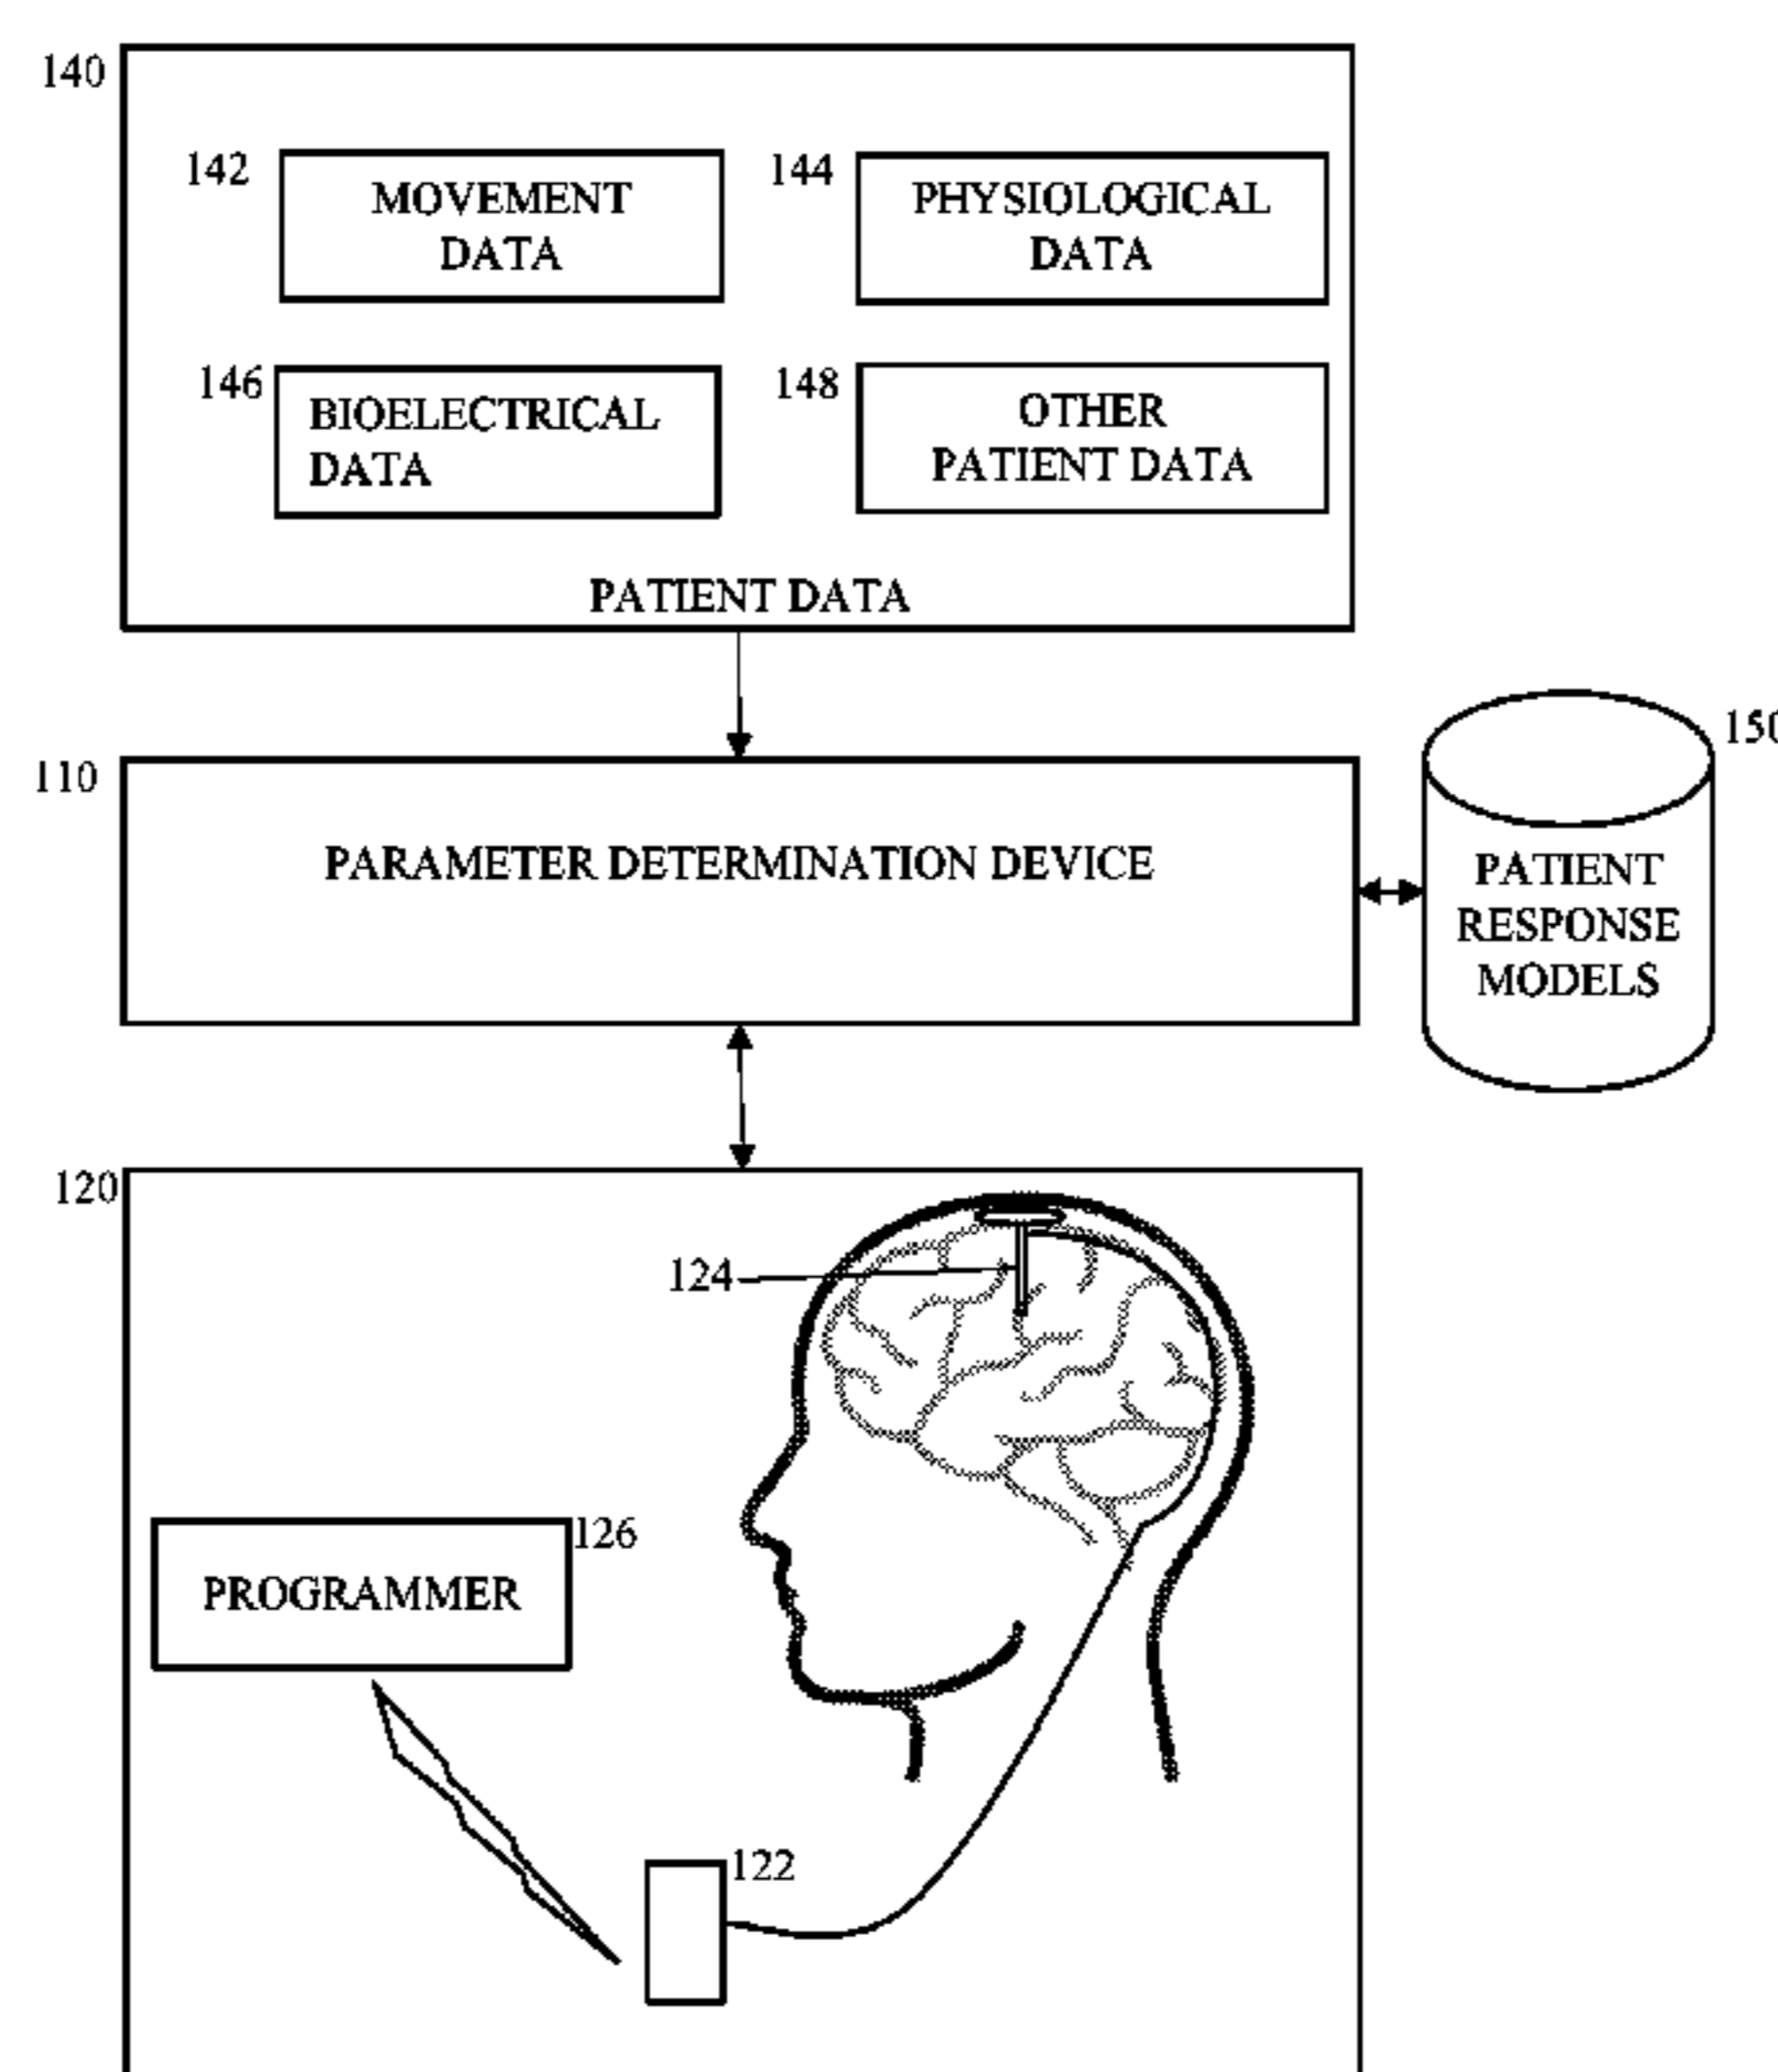 140
142
MOVEMENT
DATA
144
PHYSIOLOGICAL
DATA
146
BIOELECTRICAL
DATA
148
OTHER
PATIENT DATA
PATIENT DATA
110
PARAMETER DETERMINATION DEVICE
150
PATIENT
RESPONSE
MODELS
120
124
126
PROGRAMMER
122